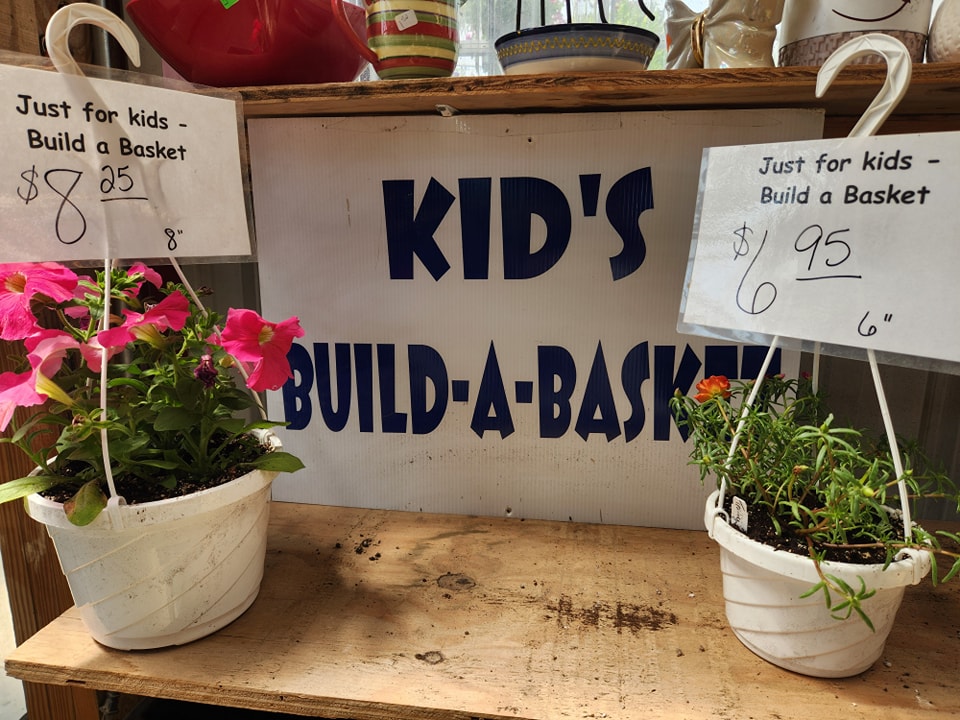 Just for kids -
Build a Basket
$8 25
8"
KID'S
BUILD-A-BASKET
Just for kids -
Build a Basket
$6 95
6"